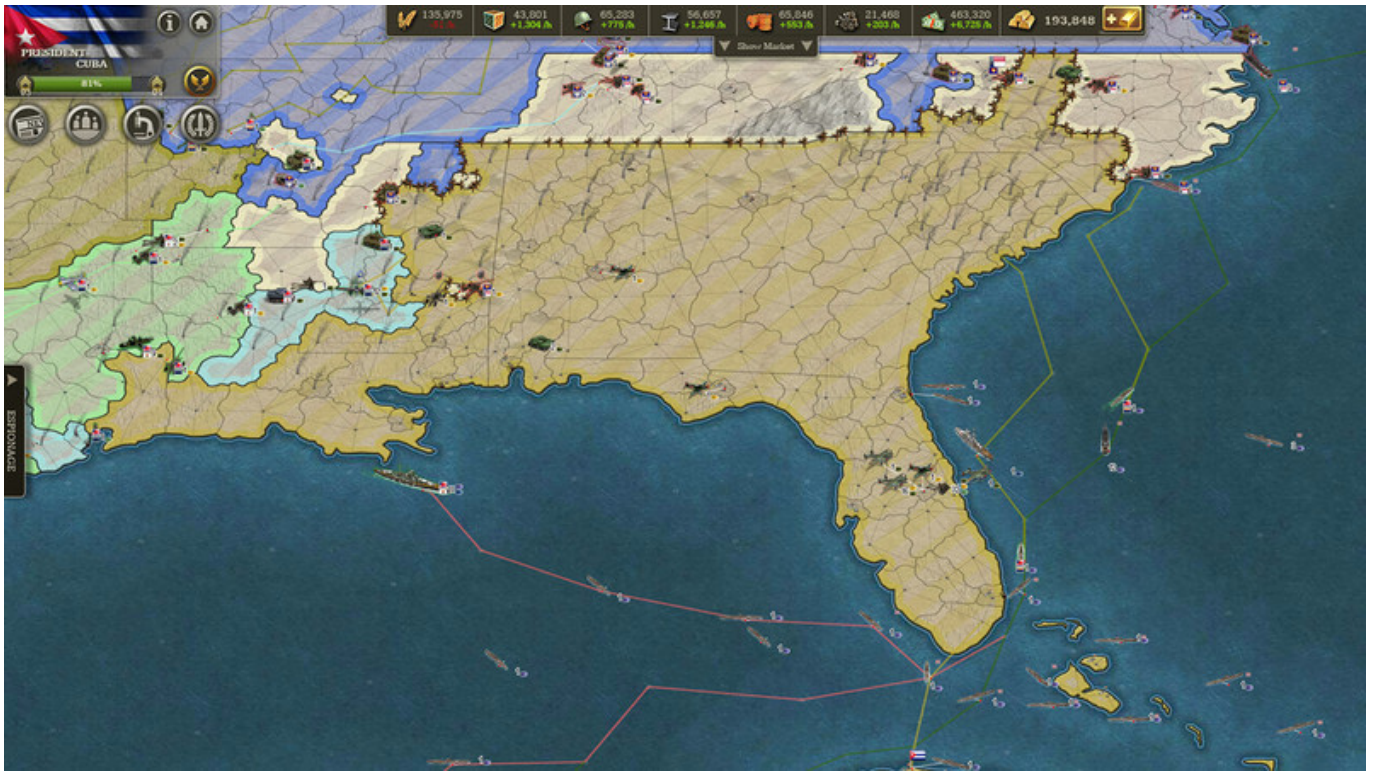 135,975
43,801
+1,304 /h
65,283
+775 /h
56,657
+1,246 /h
65,846
+553 /h
21,468
+203 /h
463,320
+6,725 /h
193,848
Show Market
PRESIDENT
CUBA
81%
ESPIONAGE